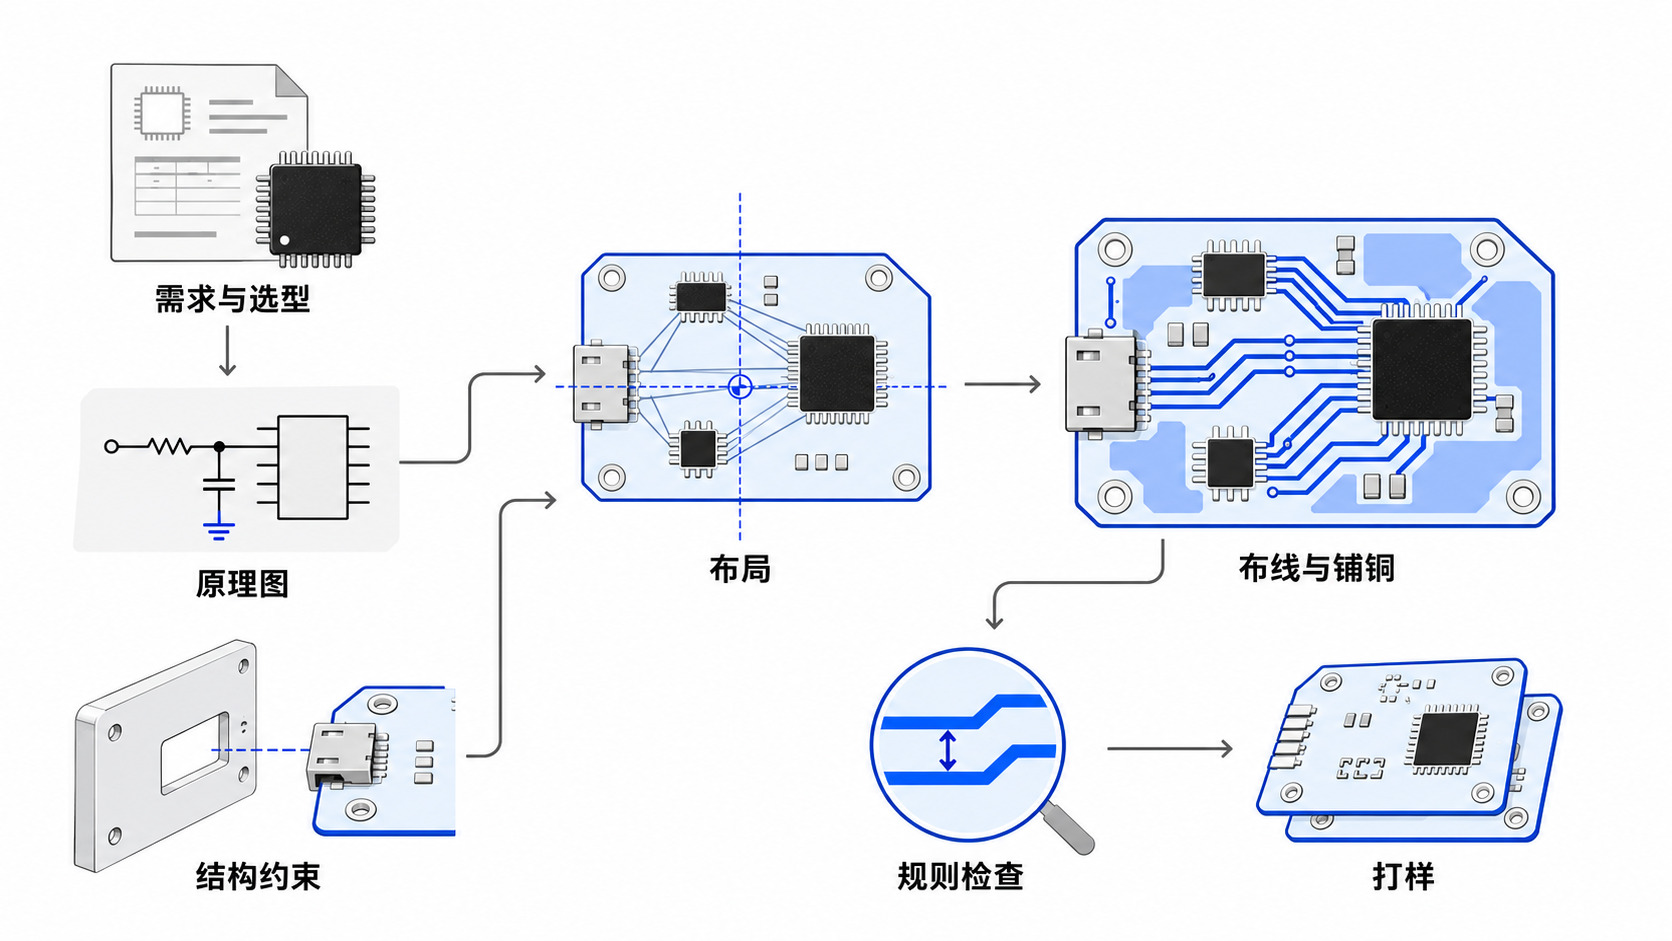 需求与选型
原理图
结构约束
布局
布线与铺铜
规则检查
打样